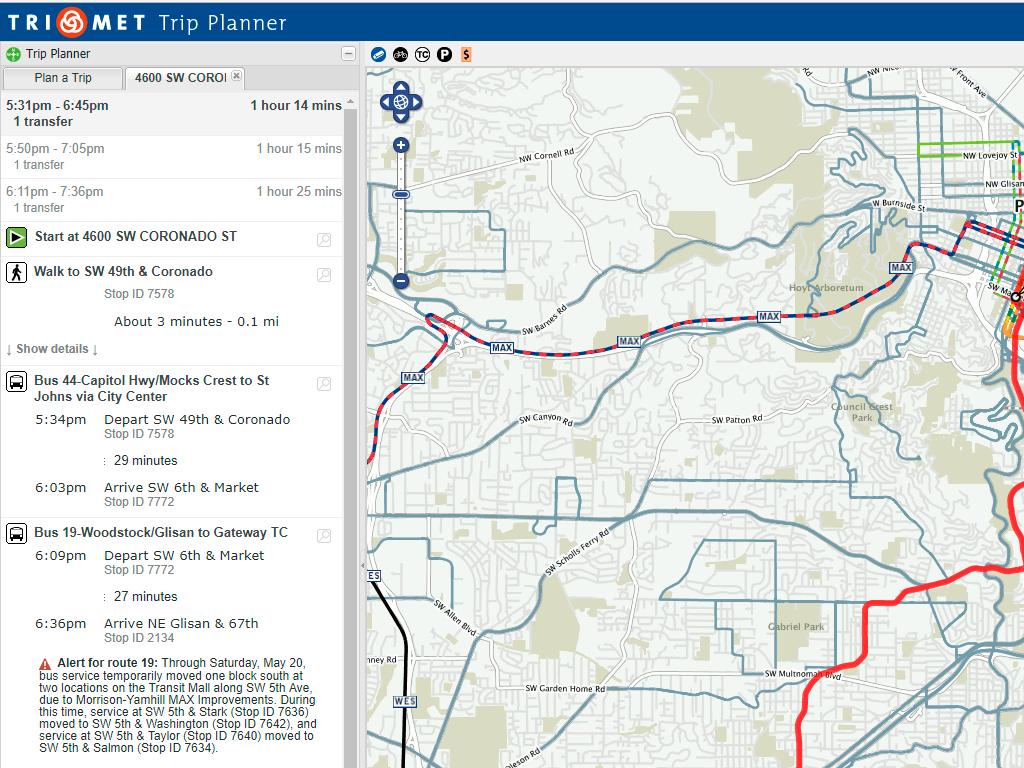 TRI MET Trip Planner
Trip Planner
Plan a Trip
4600 SW CORO
5:31pm - 6:45pm 1 hour 14 mins
1 transfer
5:50pm - 7:05pm 1 hour 15 mins
1 transfer
6:11pm - 7:36pm 1 hour 25 mins
1 transfer
Start at 4600 SW CORONADO ST
Walk to SW 49th & Coronado
Stop ID 7578
About 3 minutes - 0.1 mi
↓ Show details ↓
Bus 44-Capitol Hwy/Mocks Crest to St
Johns via City Center
5:34pm Depart SW 49th & Coronado
Stop ID 7578
29 minutes
6:03pm Arrive SW 6th & Market
Stop ID 7772
Bus 19-Woodstock/Glisan to Gateway TC
6:09pm Depart SW 6th & Market
Stop ID 7772
27 minutes
6:36pm Arrive NE Glisan & 67th
Stop ID 2134
Alert for route 19: Through Saturday, May 20,
bus service temporarily moved one block south at
two locations on the Transit Mall along SW 5th Ave,
due to Morrison-Yamhill MAX Improvements. During
this time, service at SW 5th & Stark (Stop ID 7636)
moved to SW 5th & Washington (Stop ID 7642), and
service at SW 5th & Taylor (Stop ID 7640) moved to
SW 5th & Salmon (Stop ID 7634).
TC
P
$
Rd
NW Nic
Front Ave
NW Cornell Rd
NW Lovejoy St
NW Glisan
W Burnside St
P
MAX
SW Ma
Hoyt Arboretum
SW Barnes Rd
MAX
MAX
MAX
MAX
SW Canyon Rd
SW Patton Rd
Council Crest
Park
SW Scholls Ferry Rd
ES
SW Allen Blvd
Gabriel Park
nney Rd
SW Multnomah Blvd
SW Garden Home Rd
WES
oleson Rd